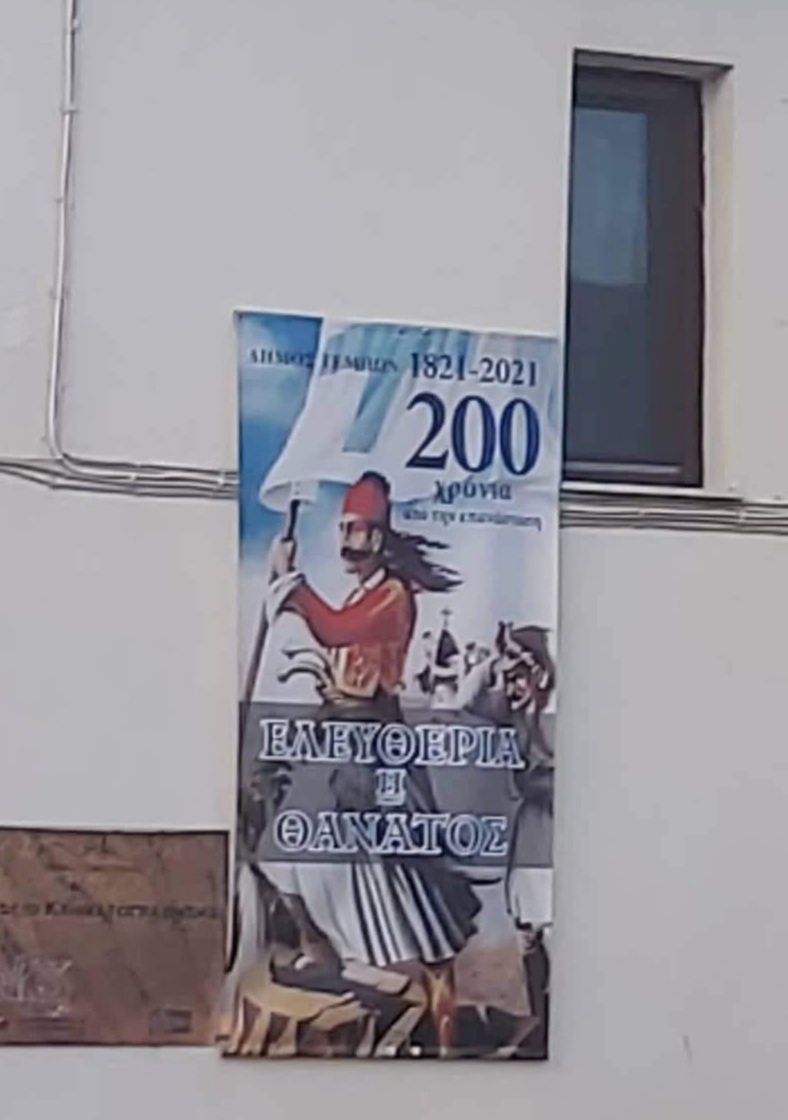 ΔΗΜΟΣ ΤΕΜΠΩΝ 1821-2021
200
χρόνια
από την επανάσταση
ΕΛΕΥΘΕΡΙΑ
Η
ΘΑΝΑΤΟΣ